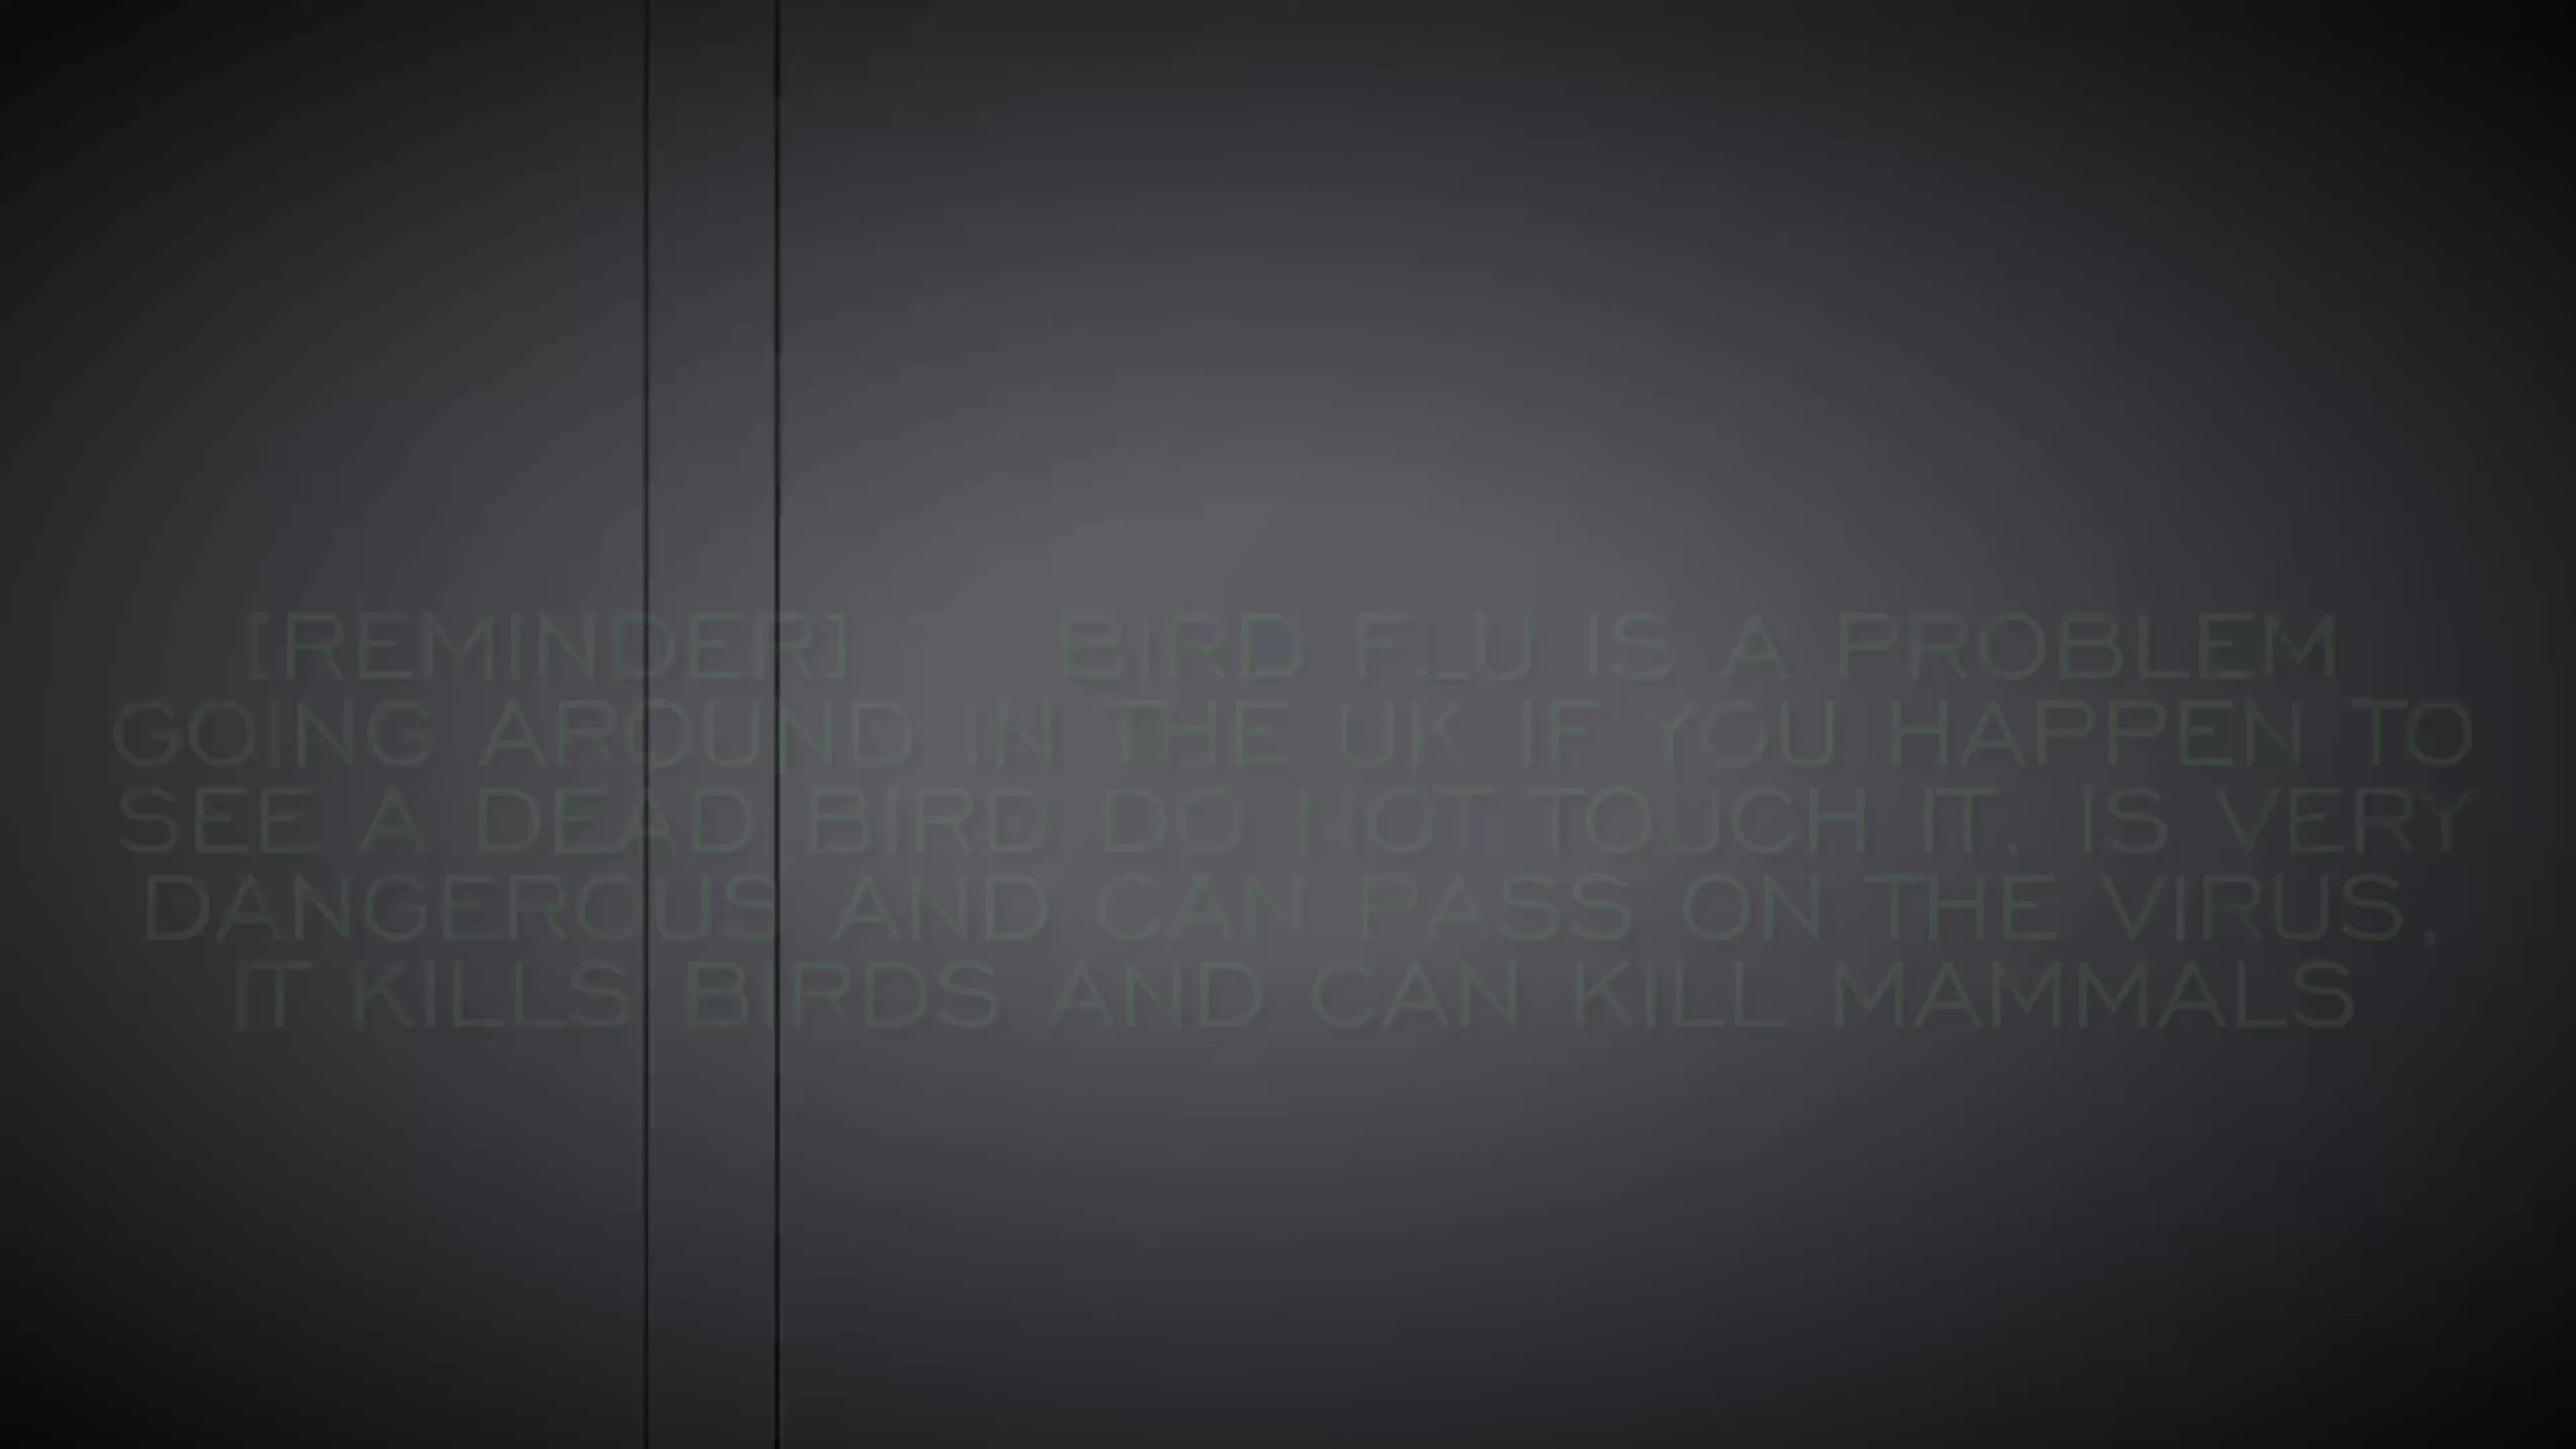 [REMINDER] BIRD FLU IS A PROBLEM
GOING AROUND IN THE UK IF YOU HAPPEN TO
SEE A DEAD BIRD DO NOT TOUCH IT. IS VERY
DANGEROUS AND CAN PASS ON THE VIRUS.
IT KILLS BIRDS AND CAN KILL MAMMALS